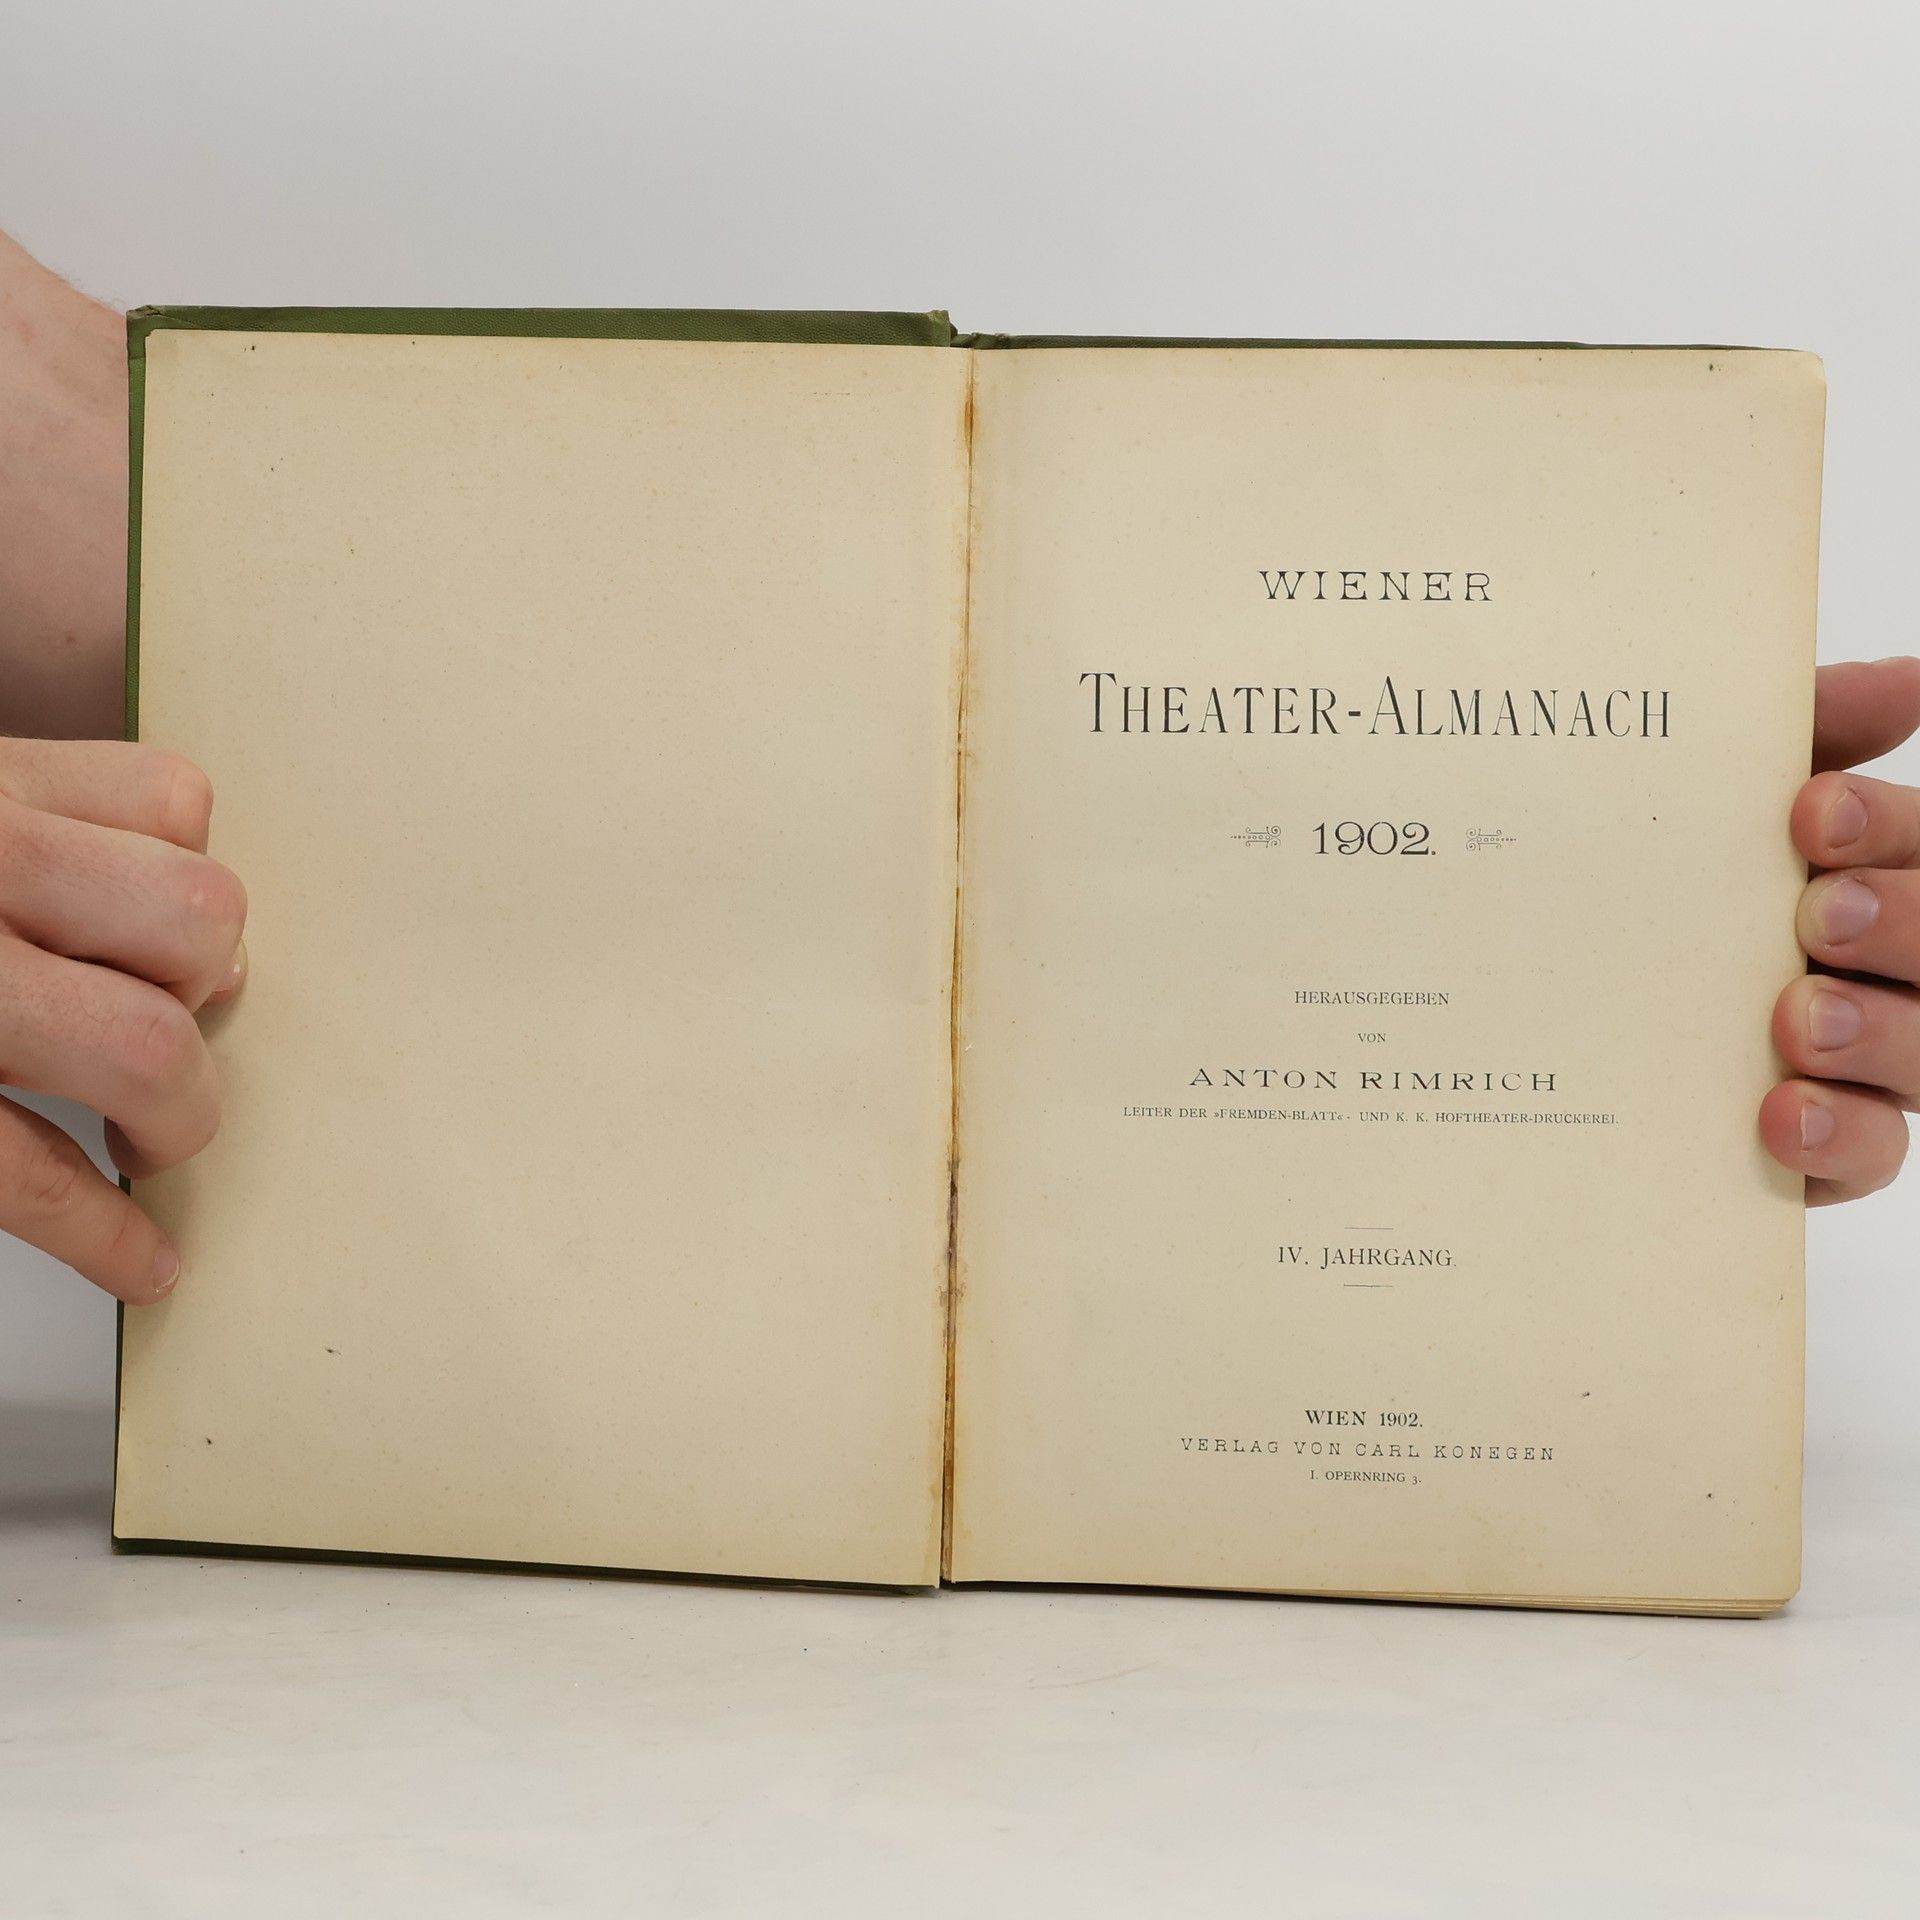 WIENER
THEATER-ALMANACH
1902.
HERAUSGEGEBEN
VON
ANTON RIMRICH
LEITER DER »FREMDEN-BLATT«- UND K. K. HOFTHEATER-DRUCKEREI.
IV. JAHRGANG.
WIEN 1902.
VERLAG VON CARL KONEGEN
I. OPERNRING 3.